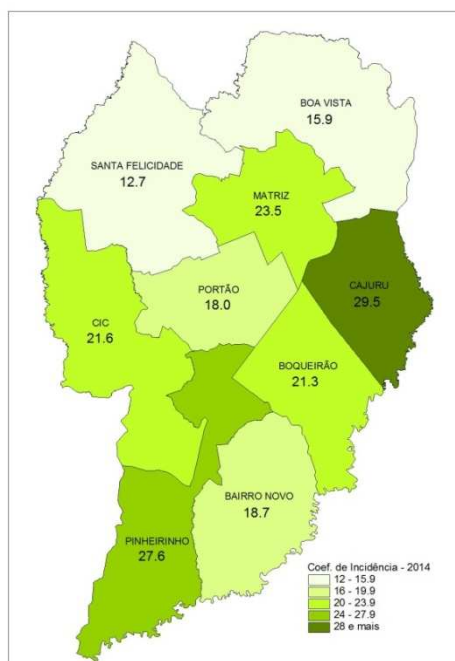 BOA VISTA
15.9
SANTA FELICIDADE
12.7
MATRIZ
23.5
PORTÃO
18.0
CAJURU
29.5
CIC
21.6
BOQUEIRÃO
21.3
BAIRRO NOVO
18.7
PINHEIRINHO
27.6
Coef. de Incidência - 2014
12 - 15.9
16 - 19.9
20 - 23.9
24 - 27.9
28 e mais